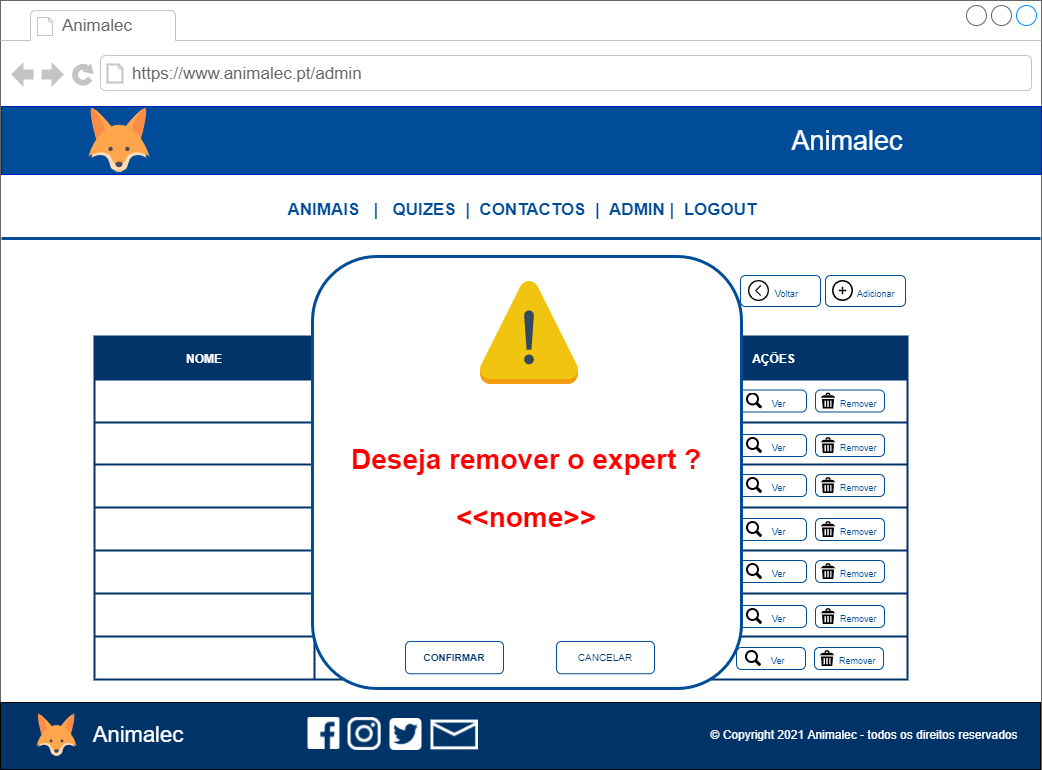 Animalec
https://www.animalec.pt/admin
Animalec
ANIMAIS | QUIZES | CONTACTOS | ADMIN | LOGOUT
Voltar
Adicionar
NOME
AÇÕES
Ver
Remover
Ver
Remover
Deseja remover o expert ?
Ver
Remover
<<nome>>
Ver
Remover
Ver
Remover
Ver
Remover
CONFIRMAR
CANCELAR
Ver
Remover
Animalec
© Copyright 2021 Animalec - todos os direitos reservados